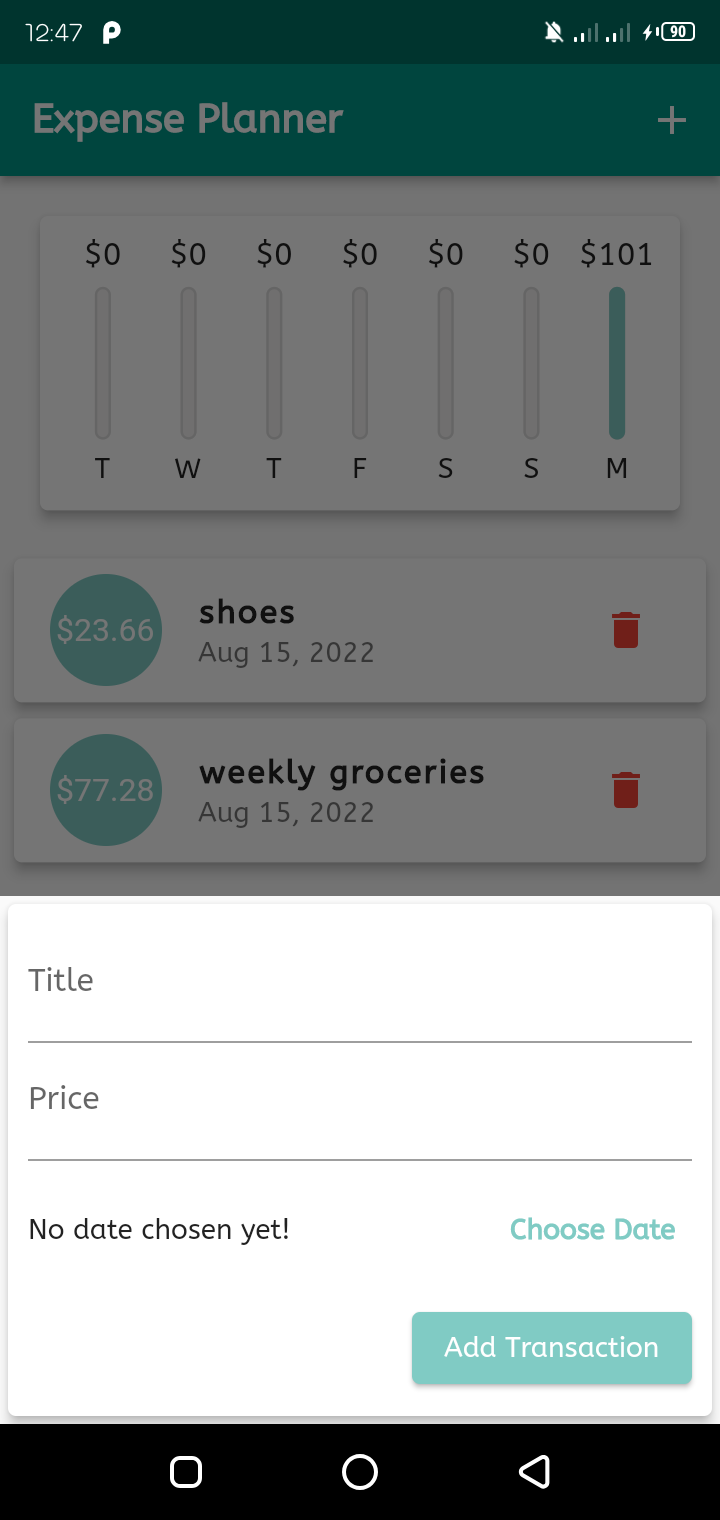 12:47 90
Expense Planner
$0 $0 $0 $0 $0 $0 $101
T W T F S S M
$23.66 shoes
Aug 15, 2022
$77.28 weekly groceries
Aug 15, 2022
Title
Price
No date chosen yet! Choose Date
Add Transaction